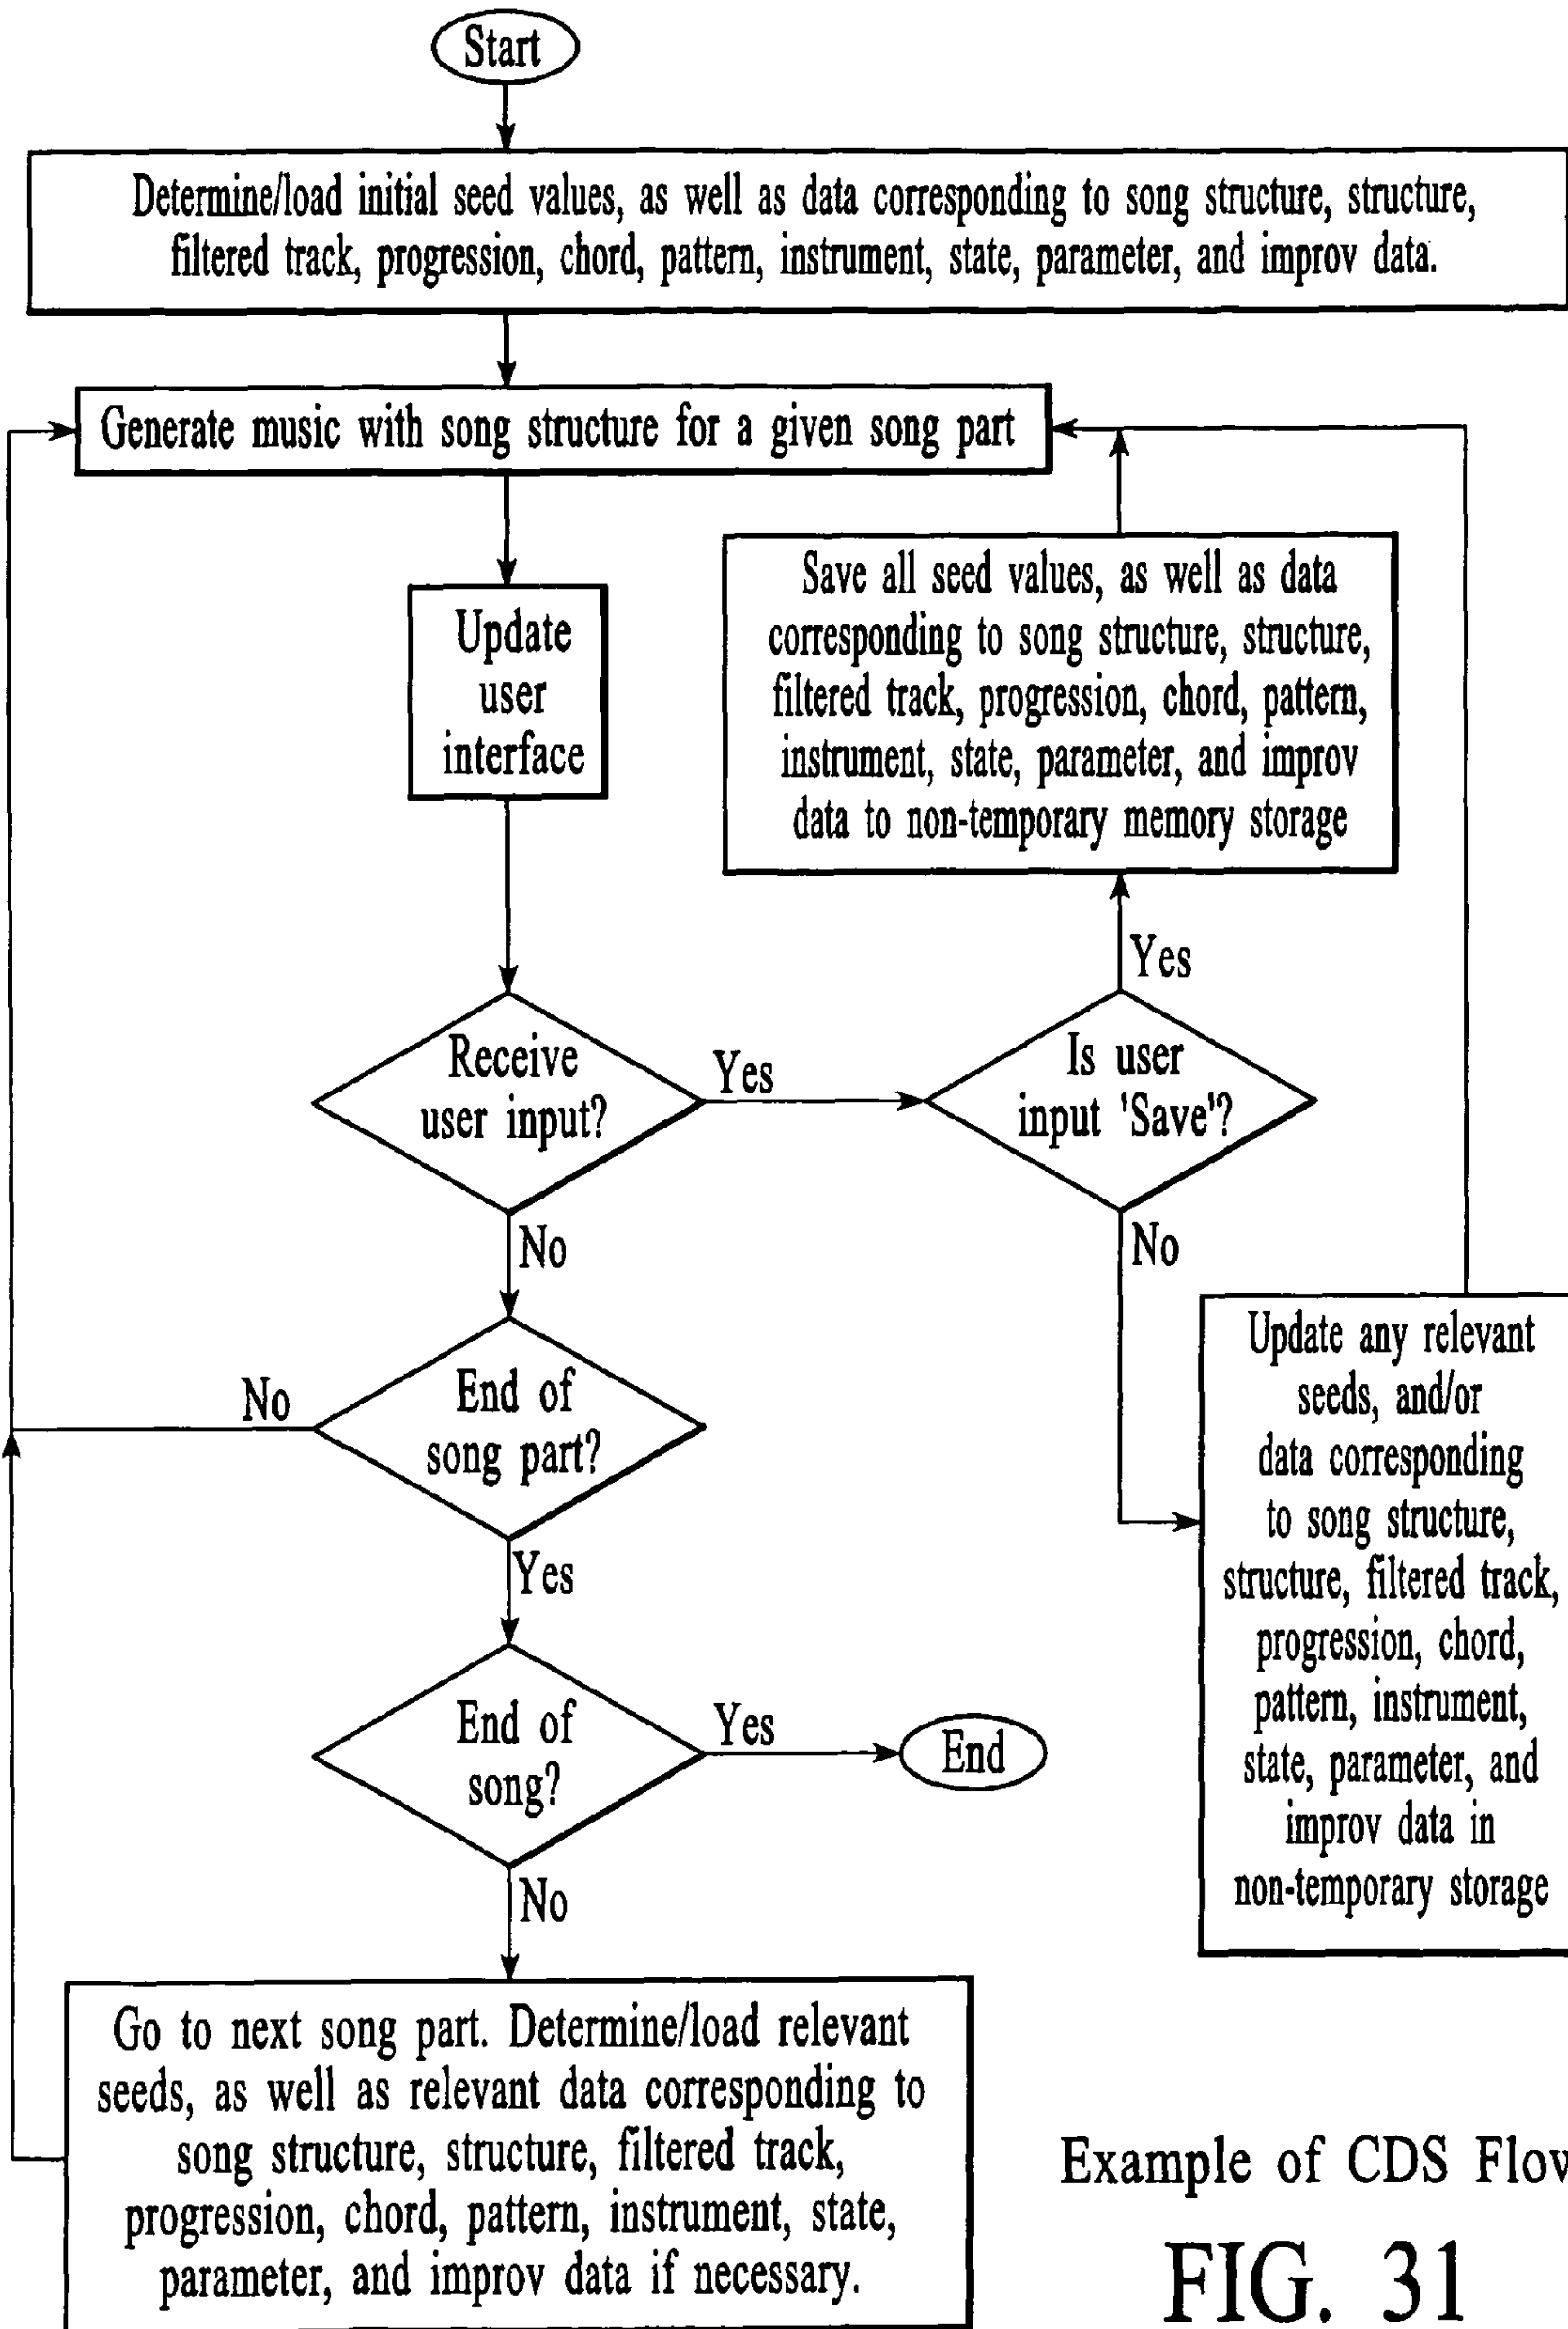 Start
Determine/load initial seed values, as well as data corresponding to song structure, structure,
filtered track, progression, chord, pattern, instrument, state, parameter, and improv data.
Generate music with song structure for a given song part
Update
user
interface
Save all seed values, as well as data
corresponding to song structure, structure,
filtered track, progression, chord, pattern,
instrument, state, parameter, and improv
data to non-temporary memory storage
Yes
Receive
user input?
Yes
Is user
input 'Save'?
No
No
Update any relevant
seeds, and/or
data corresponding
to song structure,
structure, filtered track,
progression, chord,
pattern, instrument,
state, parameter, and
improv data in
non-temporary storage
End of
song part?
No
Yes
End of
song?
Yes
End
No
Go to next song part. Determine/load relevant
seeds, as well as relevant data corresponding to
song structure, structure, filtered track,
progression, chord, pattern, instrument, state,
parameter, and improv data if necessary.
Example of CDS Flow
FIG. 31